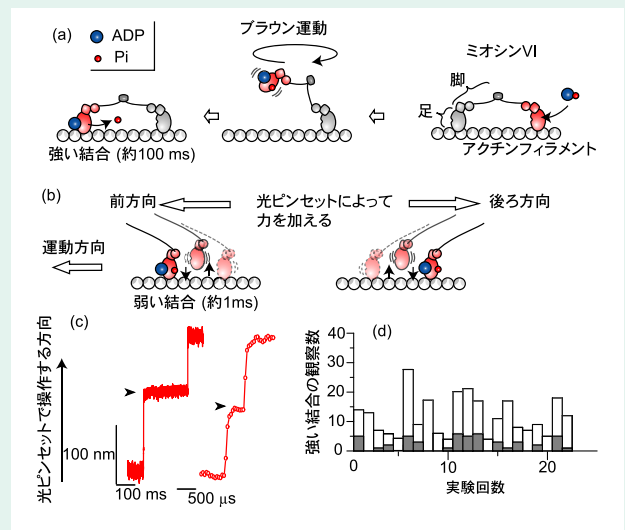 (a)
ADP
Pi
ブラウン運動
ミオシンVI
脚
足
アクチンフィラメント
強い結合 (約100 ms)
(b)
前方向
光ピンセットによって
力を加える
後ろ方向
運動方向
弱い結合 (約1ms)
(c)
光ピンセットで操作する方向
100 nm
100 ms
500 μs
(d)
強い結合の観察数
40
30
20
10
0
0
10
20
実験回数